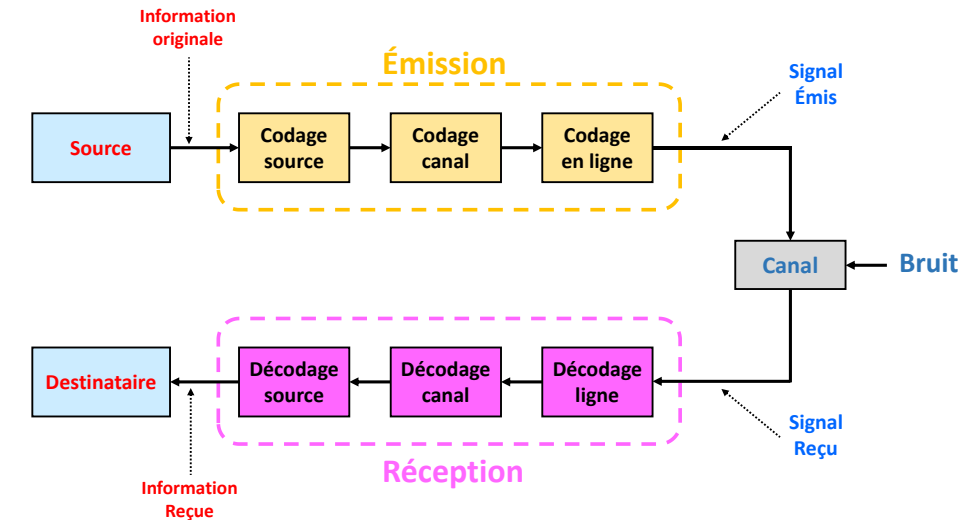 Information
originale
Émission
Signal
Émis
Source
Codage
source
Codage
canal
Codage
en ligne
Canal
Bruit
Destinataire
Décodage
source
Décodage
canal
Décodage
ligne
Signal
Reçu
Réception
Information
Reçue